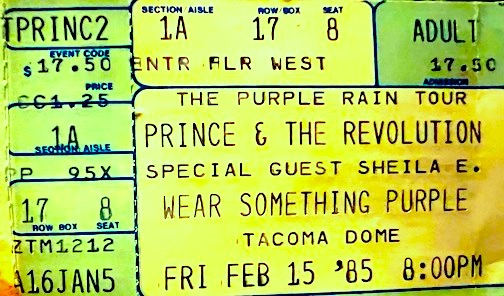 TPRINC2
EVENT CODE
$17.50
PRICE
CC1.25
1A
SECTION/AISLE
PP 95X
17 8
ROW BOX SEAT
ZTM1212
A16JAN5
SECTION/AISLE ROW/BOX SEAT
1A 17 8 ADULT
ENTR FLR WEST 17.50
ADMISSION
THE PURPLE RAIN TOUR
PRINCE & THE REVOLUTION
SPECIAL GUEST SHEILA E.
WEAR SOMETHING PURPLE
TACOMA DOME
FRI FEB 15 '85 8:00PM